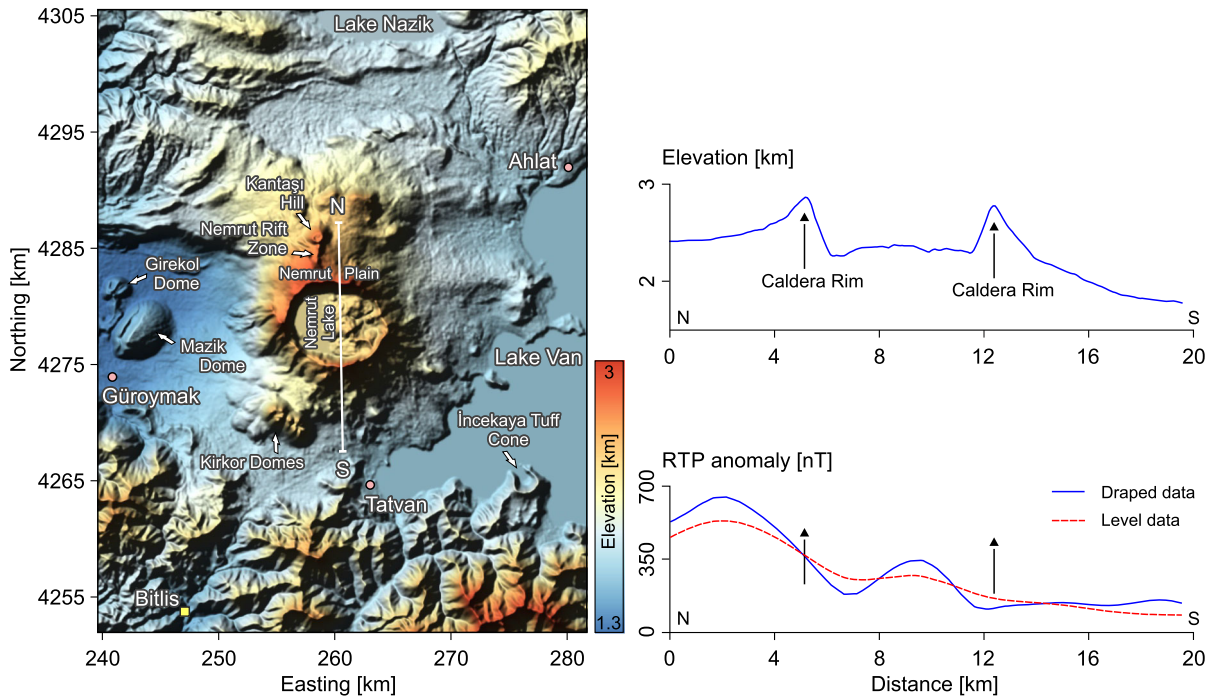 4305
4295
4285
4275
4265
4255
Northing [km]
240
250
260
270
280
Easting [km]
Lake Nazik
Ahlat
Kantaşı
Hill
N
Nemrut Rift
Zone
Nemrut Plain
Girekol
Dome
Nemrut
Lake
Mazik
Dome
Lake Van
Güroymak
İncekaya Tuff
Cone
Kirkor Domes
S
Tatvan
Bitlis
3
Elevation [km]
1.3
Elevation [km]
3
2
Caldera Rim
Caldera Rim
N
S
0
4
8
12
16
20
RTP anomaly [nT]
700
350
0
Draped data
Level data
N
S
0
4
8
12
16
20
Distance [km]